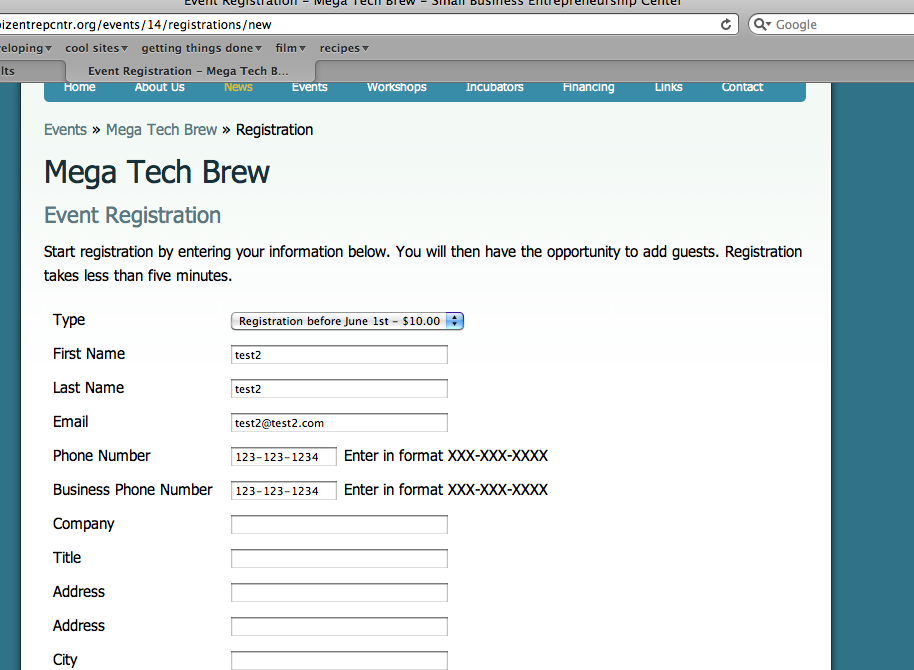 Event Registration – Mega Tech Brew – Small Business Entrepreneurship Center
izentrepcntr.org/events/14/registrations/new
Google
eloping cool sites getting things done film recipes
lts
Event Registration – Mega Tech B...
Home About Us News Events Workshops Incubators Financing Links Contact
Events » Mega Tech Brew » Registration
Mega Tech Brew
Event Registration
Start registration by entering your information below. You will then have the opportunity to add guests. Registration
takes less than five minutes.
Type Registration before June 1st – $10.00
First Name test2
Last Name test2
Email test2@test2.com
Phone Number 123-123-1234 Enter in format XXX-XXX-XXXX
Business Phone Number 123-123-1234 Enter in format XXX-XXX-XXXX
Company
Title
Address
Address
City